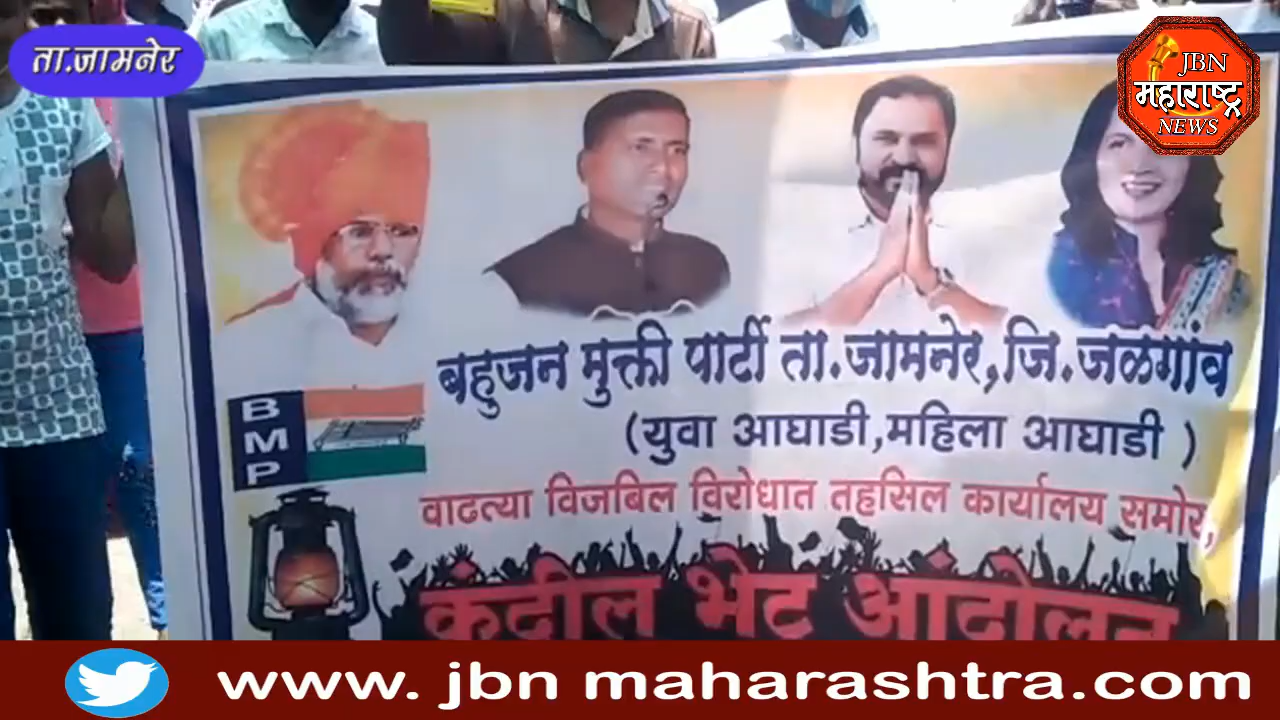 ता.जामनेर
JBN
महाराष्ट्र
NEWS
बहुजन मुक्ती पार्टी ता.जामनेर,जि.जळगांव
(युवा आघाडी,महिला आघाडी )
BMP
वाढत्या विजबिल विरोधात तहसिल कार्यालय समोर,
कंदील भेट आंदोलन
www. jbn maharashtra.com